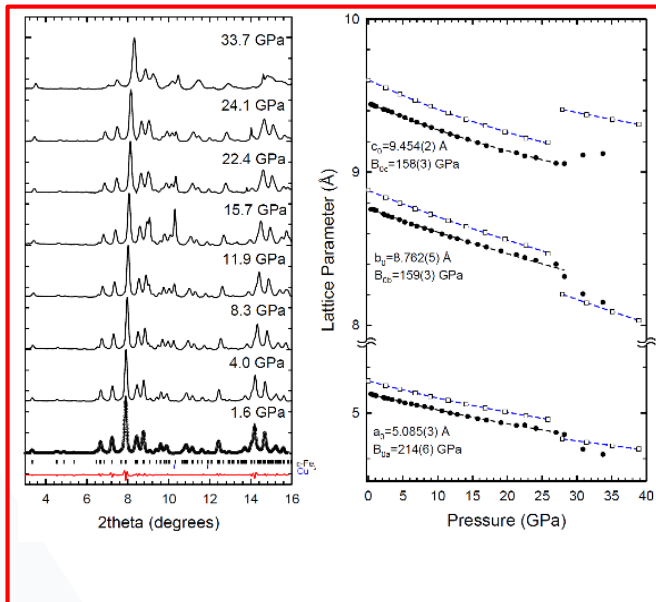 33.7 GPa
24.1 GPa
22.4 GPa
15.7 GPa
11.9 GPa
8.3 GPa
4.0 GPa
1.6 GPa
Cu
4 6 8 10 12 14 16
2theta (degrees)
10
9
8
5
Lattice Parameter (Å)
c₀=9.454(2) Å
B₀c=158(3) GPa
b₀=8.762(5) Å
B₀b=159(3) GPa
a₀=5.085(3) Å
B₀a=214(6) GPa
0 5 10 15 20 25 30 35 40
Pressure (GPa)